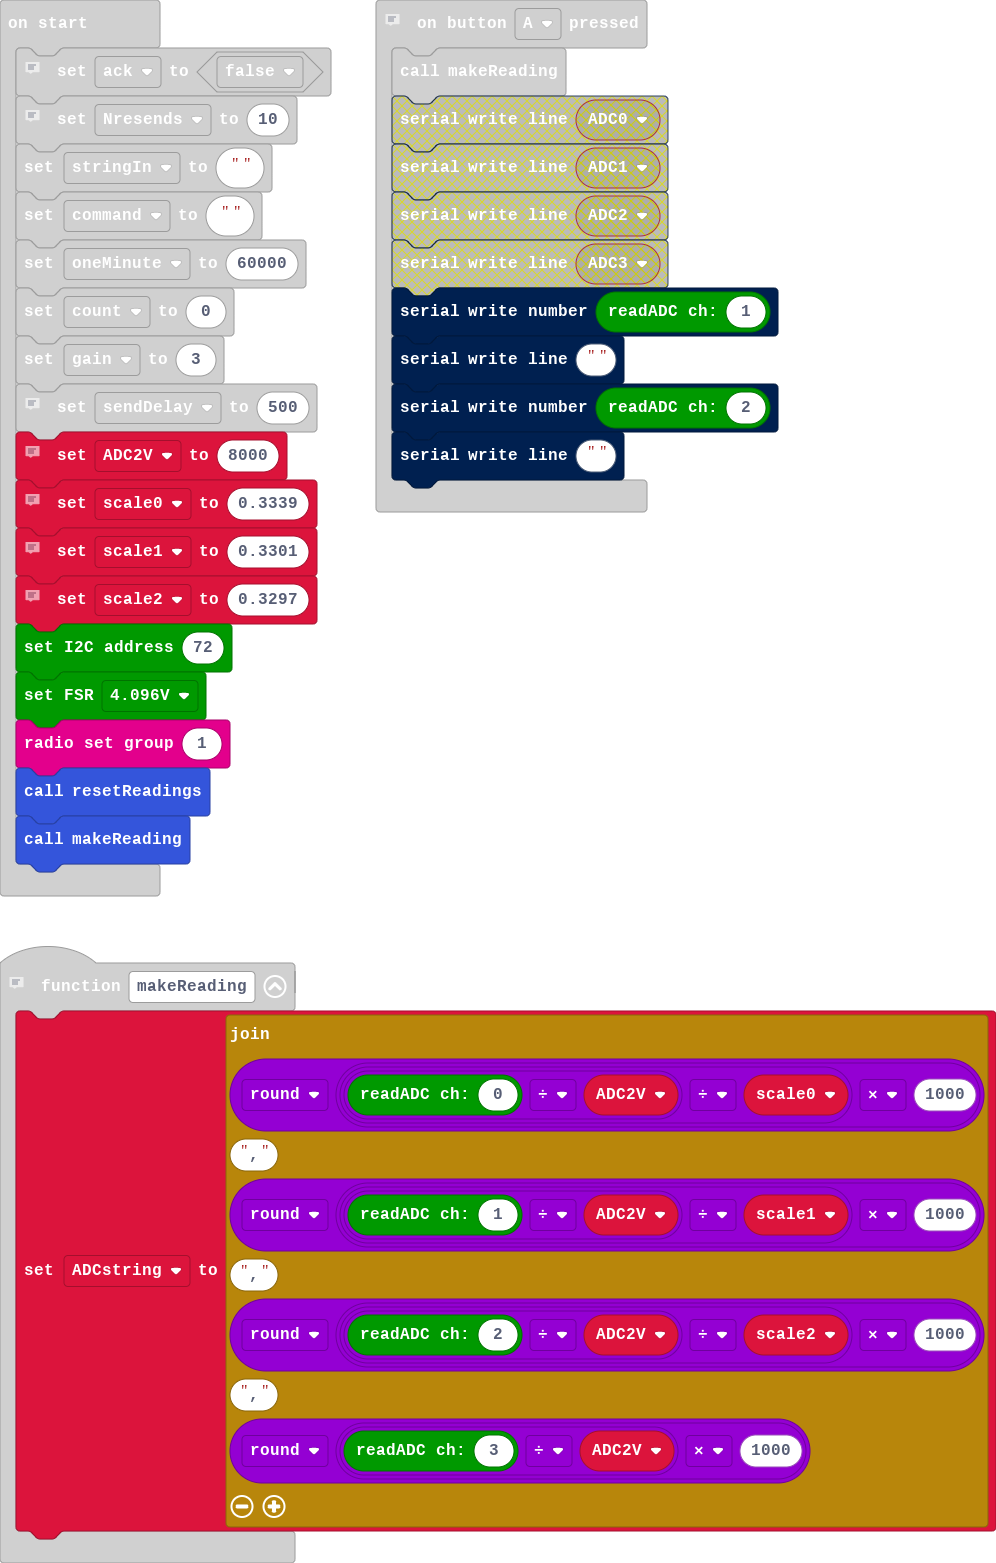 on start
set ack to false
set Nresends to 10
set stringIn to " "
set command to " "
set oneMinute to 60000
set count to 0
set gain to 3
set sendDelay to 500
set ADC2V to 8000
set scale0 to 0.3339
set scale1 to 0.3301
set scale2 to 0.3297
set I2C address 72
set FSR 4.096V
radio set group 1
call resetReadings
call makeReading
on button A pressed
call makeReading
serial write line ADC0
serial write line ADC1
serial write line ADC2
serial write line ADC3
serial write number readADC ch: 1
serial write line " "
serial write number readADC ch: 2
serial write line " "
function makeReading
set ADCstring to
join
round readADC ch: 0 ÷ ADC2V ÷ scale0 × 1000
","
round readADC ch: 1 ÷ ADC2V ÷ scale1 × 1000
","
round readADC ch: 2 ÷ ADC2V ÷ scale2 × 1000
","
round readADC ch: 3 ÷ ADC2V × 1000